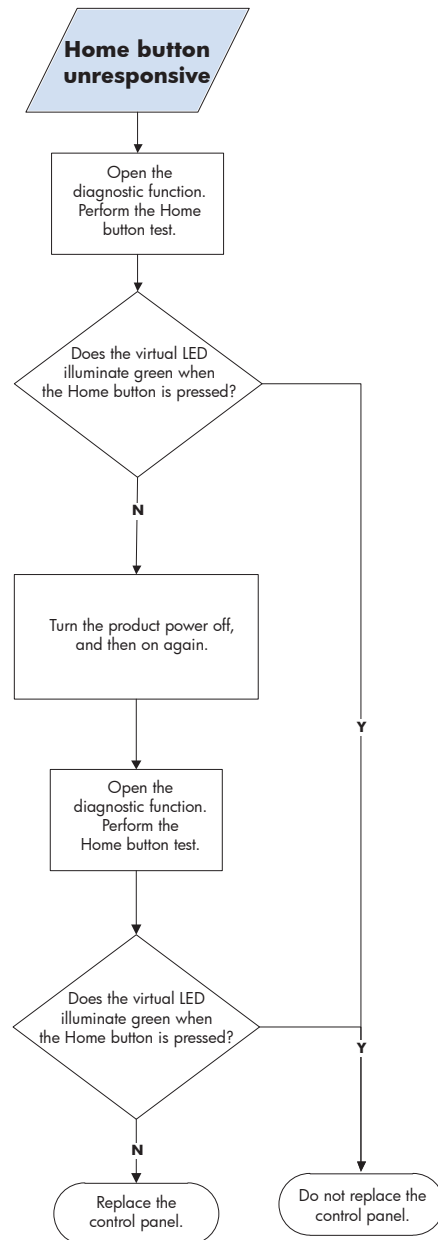 Home button
unresponsive
Open the
diagnostic function.
Perform the Home
button test.
Does the virtual LED
illuminate green when
the Home button is pressed?
N
Turn the product power off,
and then on again.
Y
Open the
diagnostic function.
Perform the
Home button test.
Does the virtual LED
illuminate green when
the Home button is pressed?
Y
N
Replace the
control panel.
Do not replace the
control panel.